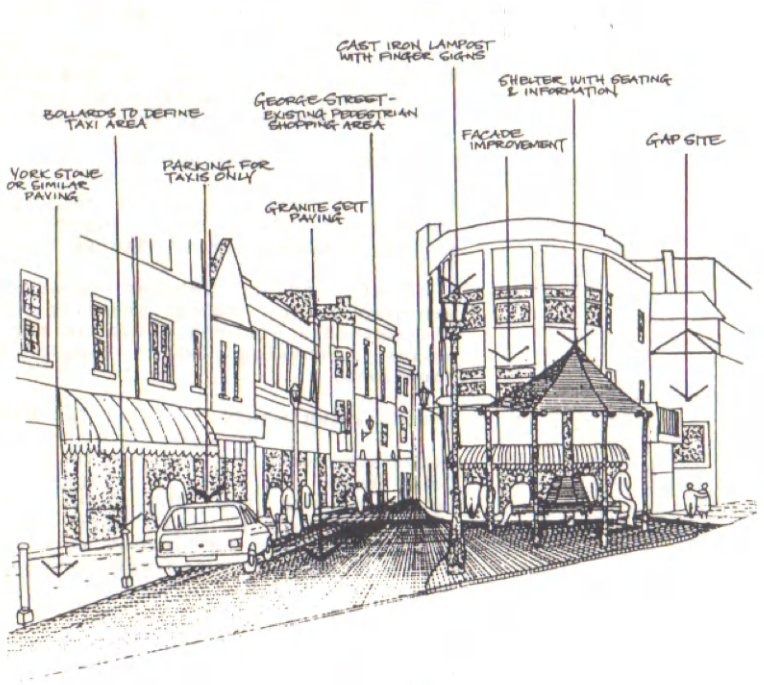 CAST IRON LAMPOST
WITH FINGER SIGNS
SHELTER WITH SEATING
& INFORMATION
BOLLARDS TO DEFINE
TAXI AREA
GEORGE STREET-
EXISTING PEDESTRIAN
SHOPPING AREA
FACADE
IMPROVEMENT
GAP SITE
YORK STONE
OR SIMILAR
PAVING
PARKING FOR
TAXIS ONLY
GRANITE SETT
PAVING